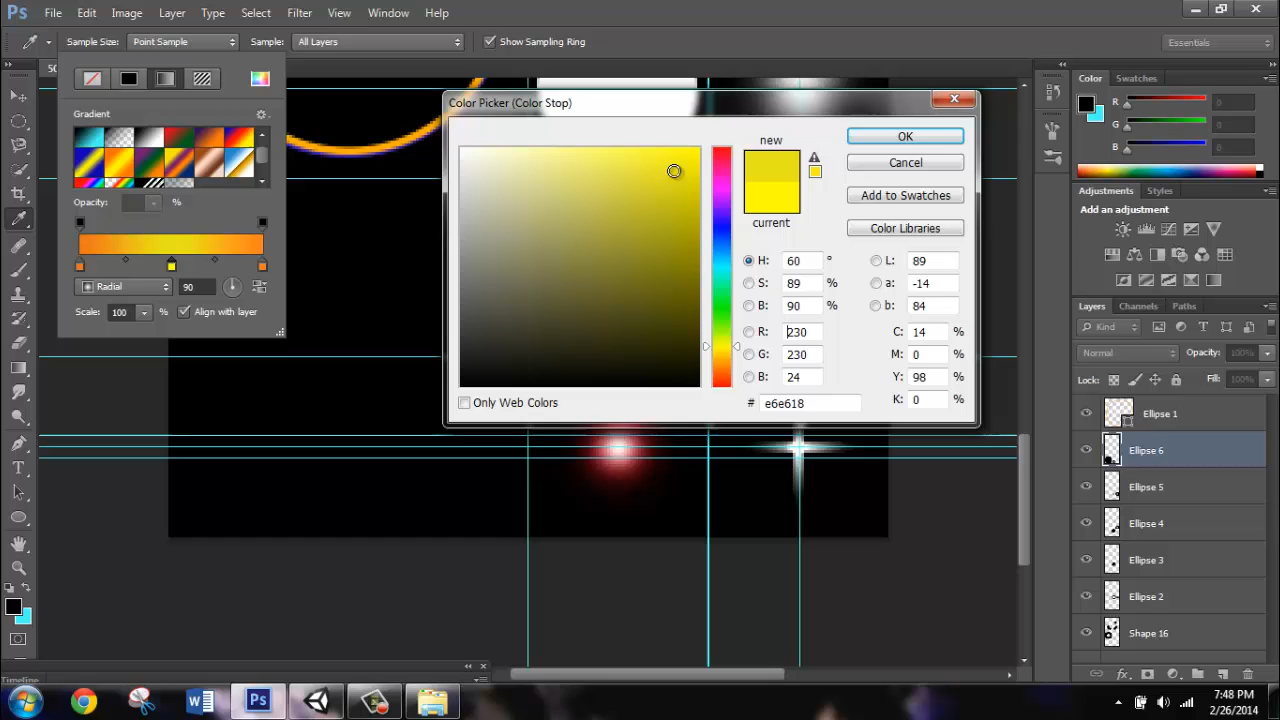 Ps File Edit Image Layer Type Select Filter View Window Help
Sample Size: Point Sample Sample: All Layers Show Sampling Ring Essentials
Color Swatches
R 0
G 0
B 0
Adjustments Styles
Add an adjustment
Layers Channels Paths
Kind
Normal Opacity: 100%
Lock: Fill: 100%
Ellipse 1
Ellipse 6
Ellipse 5
Ellipse 4
Ellipse 3
Ellipse 2
Shape 16
fx
Gradient
Opacity: %
Radial 90
Scale: 100 % Align with layer
Color Picker (Color Stop)
new
current
OK
Cancel
Add to Swatches
Color Libraries
H: 60 ° L: 89
S: 89 % a: -14
B: 90 % b: 84
R: 230 C: 14 %
G: 230 M: 0 %
B: 24 Y: 98 %
# e6e618 K: 0 %
Only Web Colors
Timeline
7:48 PM
2/26/2014